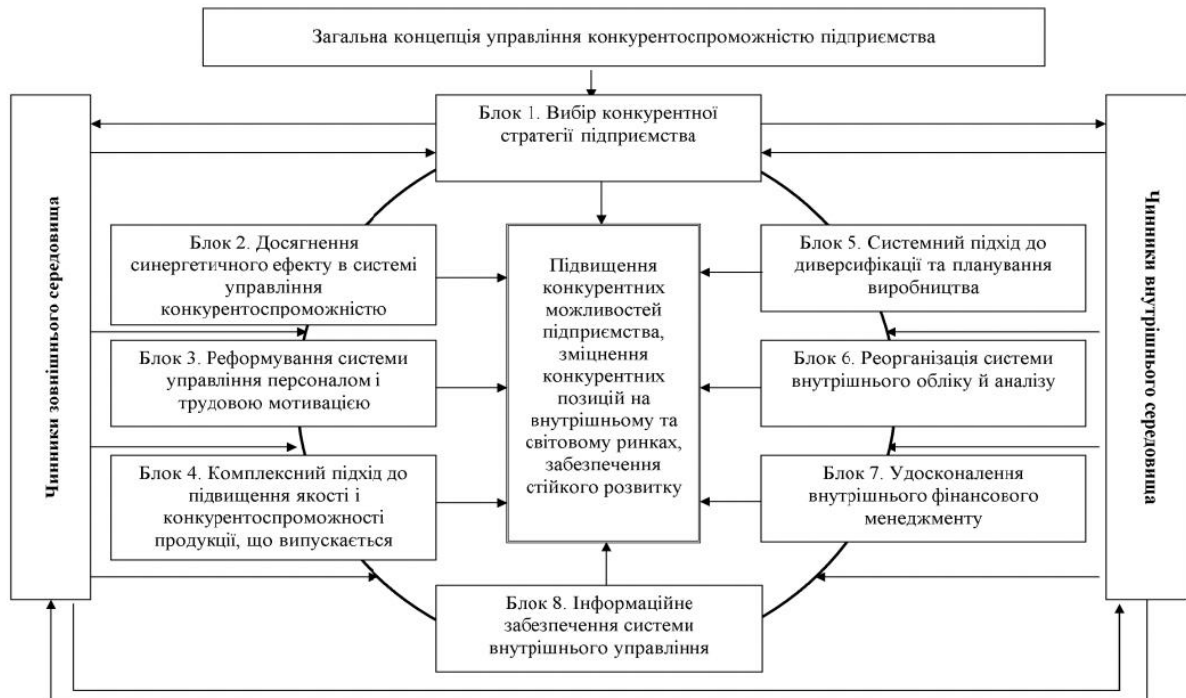 Загальна концепція управління конкурентоспроможністю підприємства
Блок 1. Вибір конкурентної
стратегії підприємства
Чинники зовнішнього середовища
Блок 2. Досягнення
синергетичного ефекту в системі
управління
конкурентоспроможністю
Блок 3. Реформування системи
управління персоналом і
трудовою мотивацією
Блок 4. Комплексний підхід до
підвищення якості і
конкурентоспроможності
продукції, що випускається
Підвищення
конкурентних
можливостей
підприємства,
зміцнення
конкурентних
позицій на
внутрішньому та
світовому ринках,
забезпечення
стійкого розвитку
Блок 5. Системний підхід до
диверсифікації та планування
виробництва
Блок 6. Реорганізація системи
внутрішнього обліку й аналізу
Блок 7. Удосконалення
внутрішнього фінансового
менеджменту
Чинники внутрішнього середовища
Блок 8. Інформаційне
забезпечення системи
внутрішнього управління